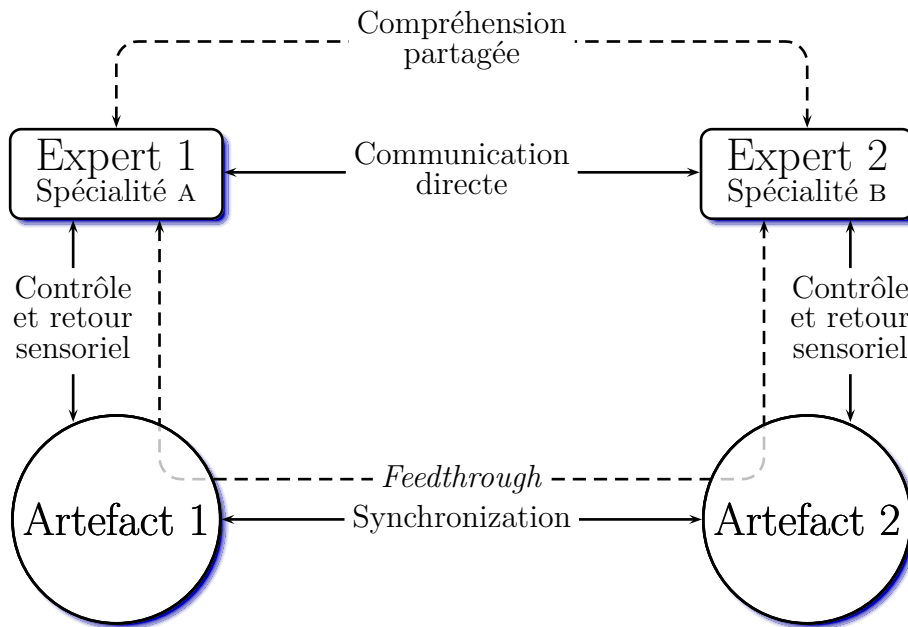 Compréhension
partagée
Expert 1
Spécialité A
Communication
directe
Expert 2
Spécialité B
Contrôle
et retour
sensoriel
Contrôle
et retour
sensoriel
Feedthrough
Artefact 1
Synchronization
Artefact 2